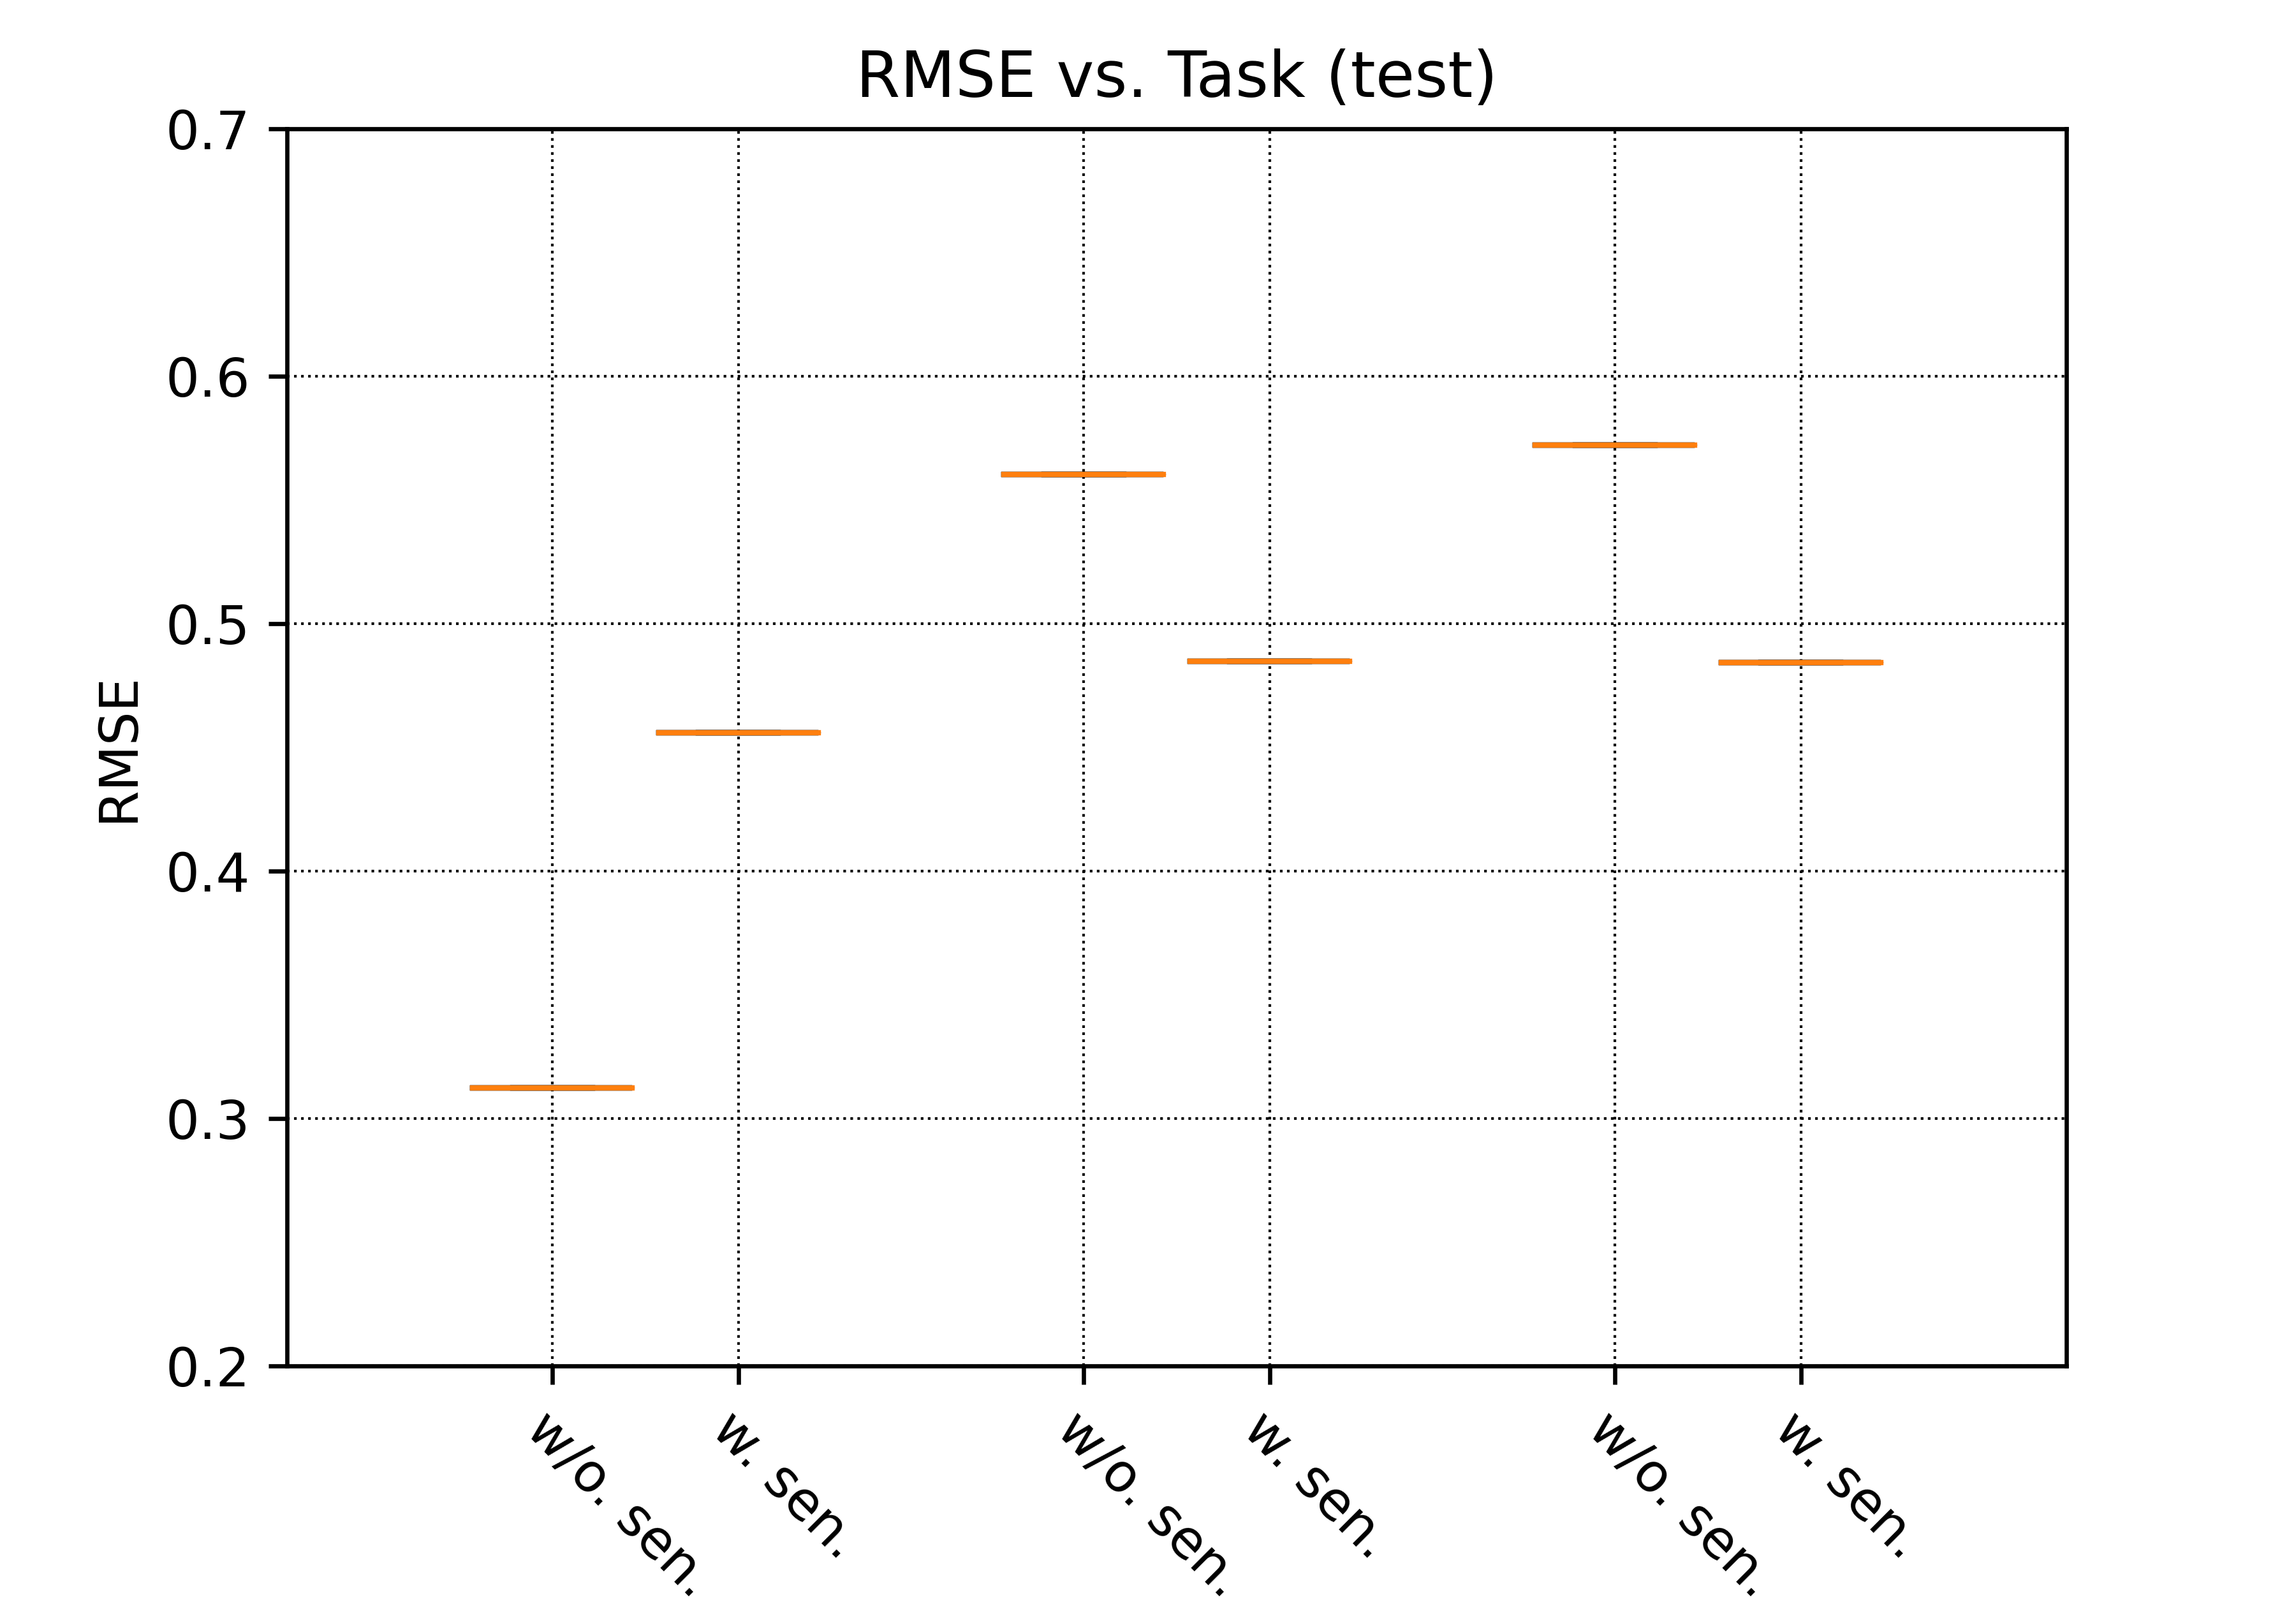 RMSE vs. Task (test)
0.7
0.6
0.5
0.4
0.3
0.2
RMSE
w/o. sen.
w. sen.
w/o. sen.
w. sen.
w/o. sen.
w. sen.